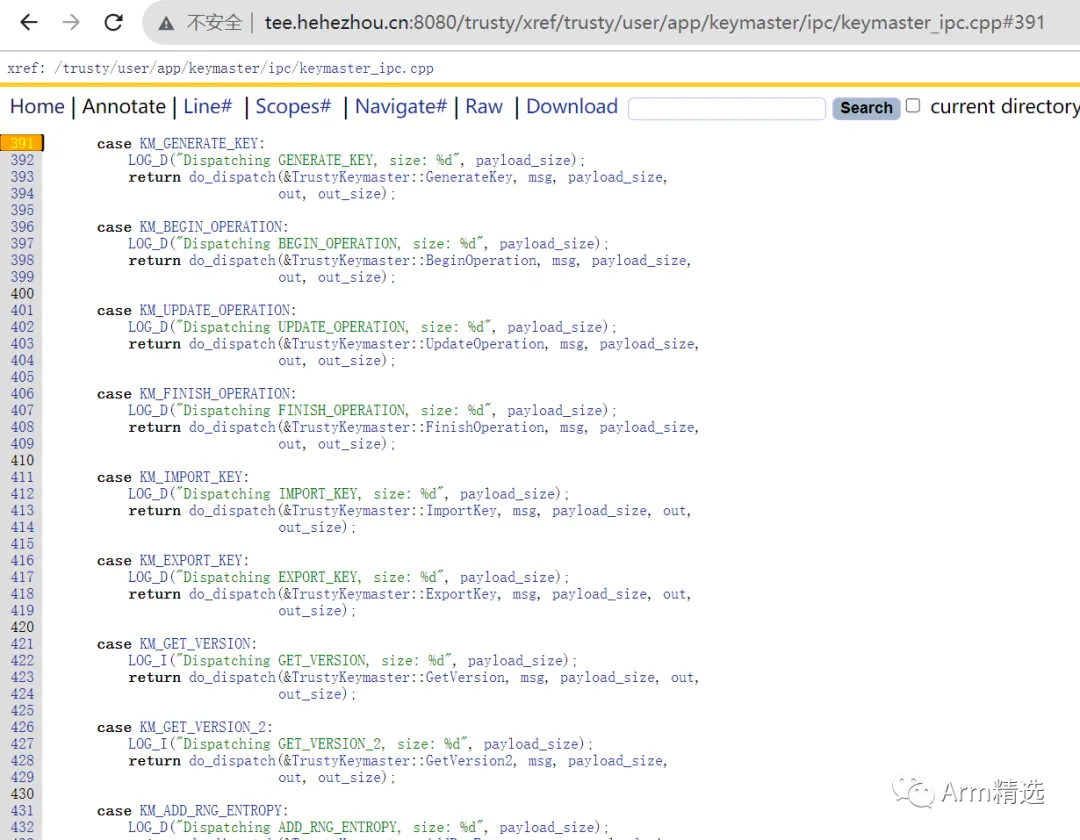 不安全 | tee.hehezhou.cn:8080/trusty/xref/trusty/user/app/keymaster/ipc/keymaster_ipc.cpp#391
xref: /trusty/user/app/keymaster/ipc/keymaster_ipc.cpp
Home | Annotate | Line# | Scopes# | Navigate# | Raw | Download Search current directory
391 case KM_GENERATE_KEY:
392 LOG_D("Dispatching GENERATE_KEY, size: %d", payload_size);
393 return do_dispatch(&TrustyKeymaster::GenerateKey, msg, payload_size,
394 out, out_size);
395
396 case KM_BEGIN_OPERATION:
397 LOG_D("Dispatching BEGIN_OPERATION, size: %d", payload_size);
398 return do_dispatch(&TrustyKeymaster::BeginOperation, msg, payload_size,
399 out, out_size);
400
401 case KM_UPDATE_OPERATION:
402 LOG_D("Dispatching UPDATE_OPERATION, size: %d", payload_size);
403 return do_dispatch(&TrustyKeymaster::UpdateOperation, msg, payload_size,
404 out, out_size);
405
406 case KM_FINISH_OPERATION:
407 LOG_D("Dispatching FINISH_OPERATION, size: %d", payload_size);
408 return do_dispatch(&TrustyKeymaster::FinishOperation, msg, payload_size,
409 out, out_size);
410
411 case KM_IMPORT_KEY:
412 LOG_D("Dispatching IMPORT_KEY, size: %d", payload_size);
413 return do_dispatch(&TrustyKeymaster::ImportKey, msg, payload_size, out,
414 out_size);
415
416 case KM_EXPORT_KEY:
417 LOG_D("Dispatching EXPORT_KEY, size: %d", payload_size);
418 return do_dispatch(&TrustyKeymaster::ExportKey, msg, payload_size, out,
419 out_size);
420
421 case KM_GET_VERSION:
422 LOG_I("Dispatching GET_VERSION, size: %d", payload_size);
423 return do_dispatch(&TrustyKeymaster::GetVersion, msg, payload_size, out,
424 out_size);
425
426 case KM_GET_VERSION_2:
427 LOG_I("Dispatching GET_VERSION_2, size: %d", payload_size);
428 return do_dispatch(&TrustyKeymaster::GetVersion2, msg, payload_size,
429 out, out_size);
430
431 case KM_ADD_RNG_ENTROPY:
432 LOG_D("Dispatching ADD_RNG_ENTROPY, size: %d", payload_size);
Arm精选